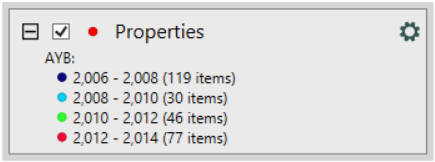 Properties
AYB:
2,006 - 2,008 (119 items)
2,008 - 2,010 (30 items)
2,010 - 2,012 (46 items)
2,012 - 2,014 (77 items)